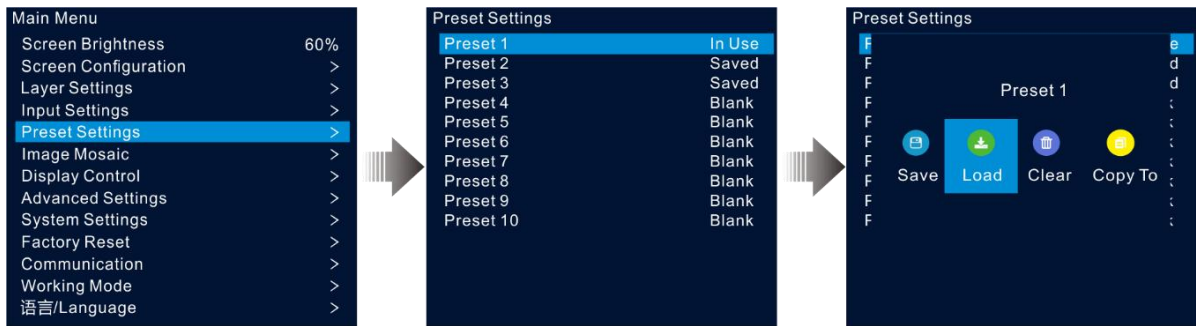 Main Menu
Screen Brightness 60%
Screen Configuration >
Layer Settings >
Input Settings >
Preset Settings >
Image Mosaic >
Display Control >
Advanced Settings >
System Settings >
Factory Reset >
Communication >
Working Mode >
语言/Language >
Preset Settings
Preset 1 In Use
Preset 2 Saved
Preset 3 Saved
Preset 4 Blank
Preset 5 Blank
Preset 6 Blank
Preset 7 Blank
Preset 8 Blank
Preset 9 Blank
Preset 10 Blank
Preset Settings
Preset 1
Save Load Clear Copy To